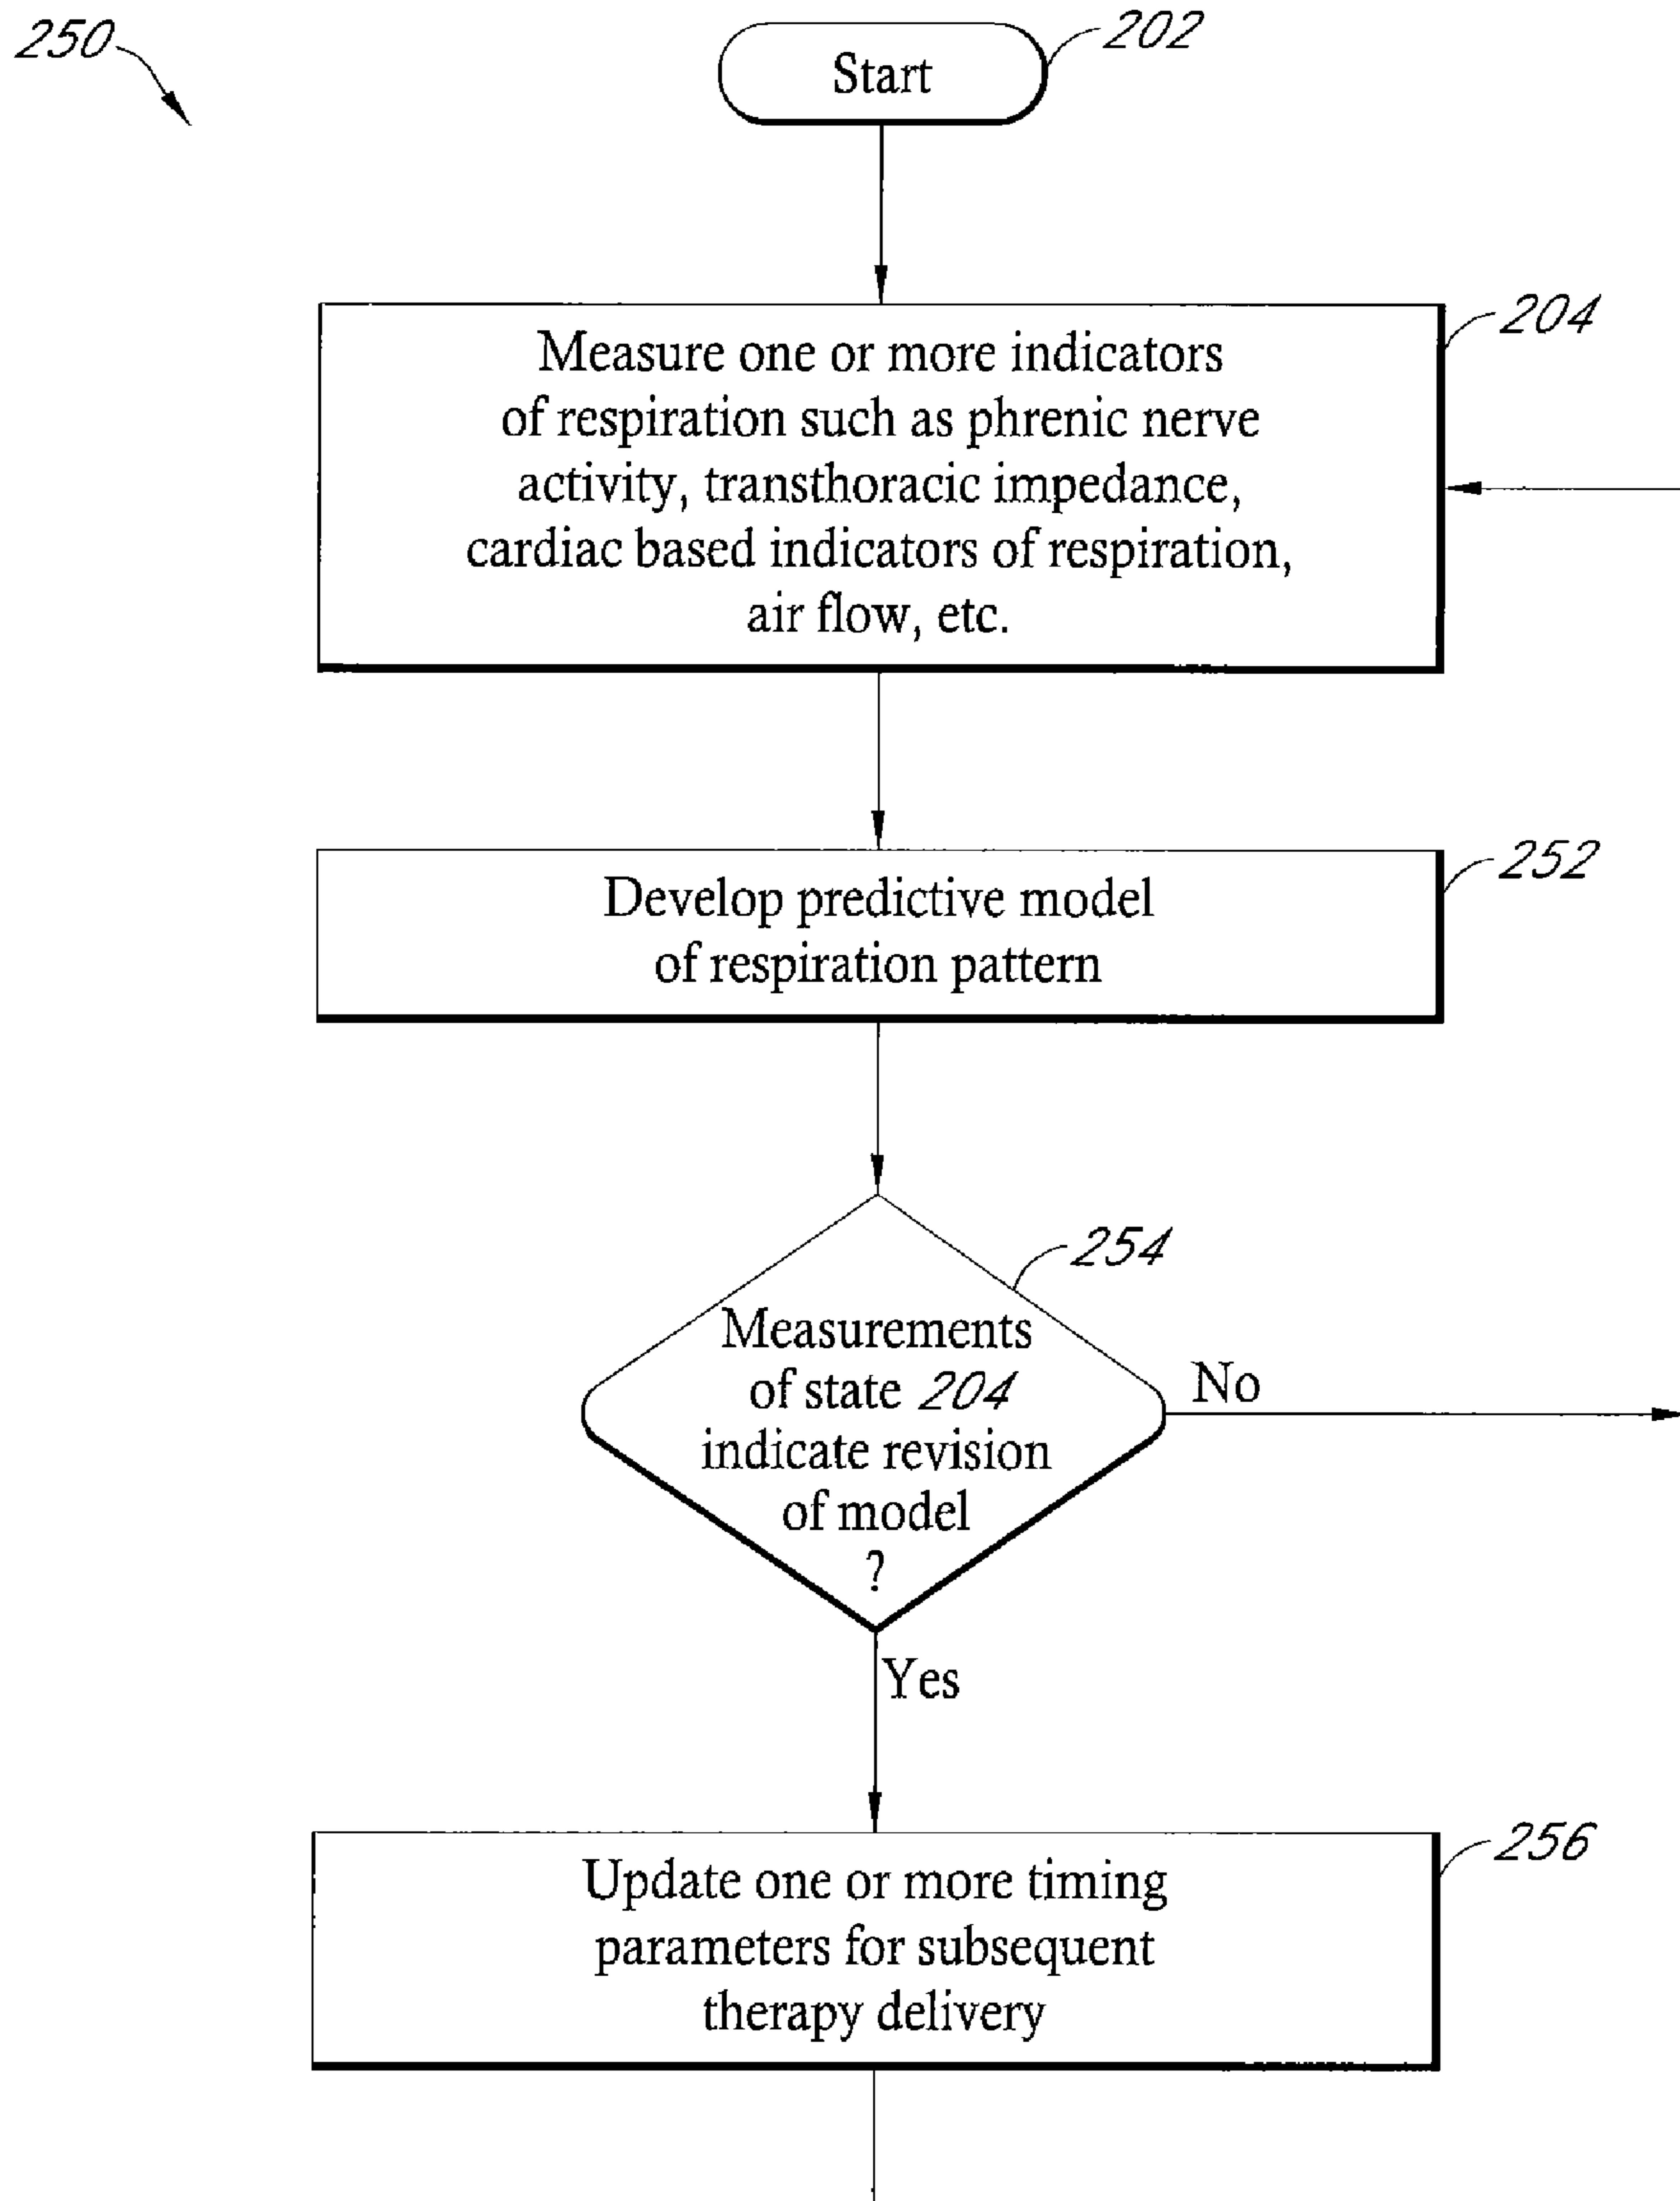 250
202
Start
204
Measure one or more indicators
of respiration such as phrenic nerve
activity, transthoracic impedance,
cardiac based indicators of respiration,
air flow, etc.
252
Develop predictive model
of respiration pattern
254
Measurements
of state 204
indicate revision
of model
?
No
Yes
256
Update one or more timing
parameters for subsequent
therapy delivery